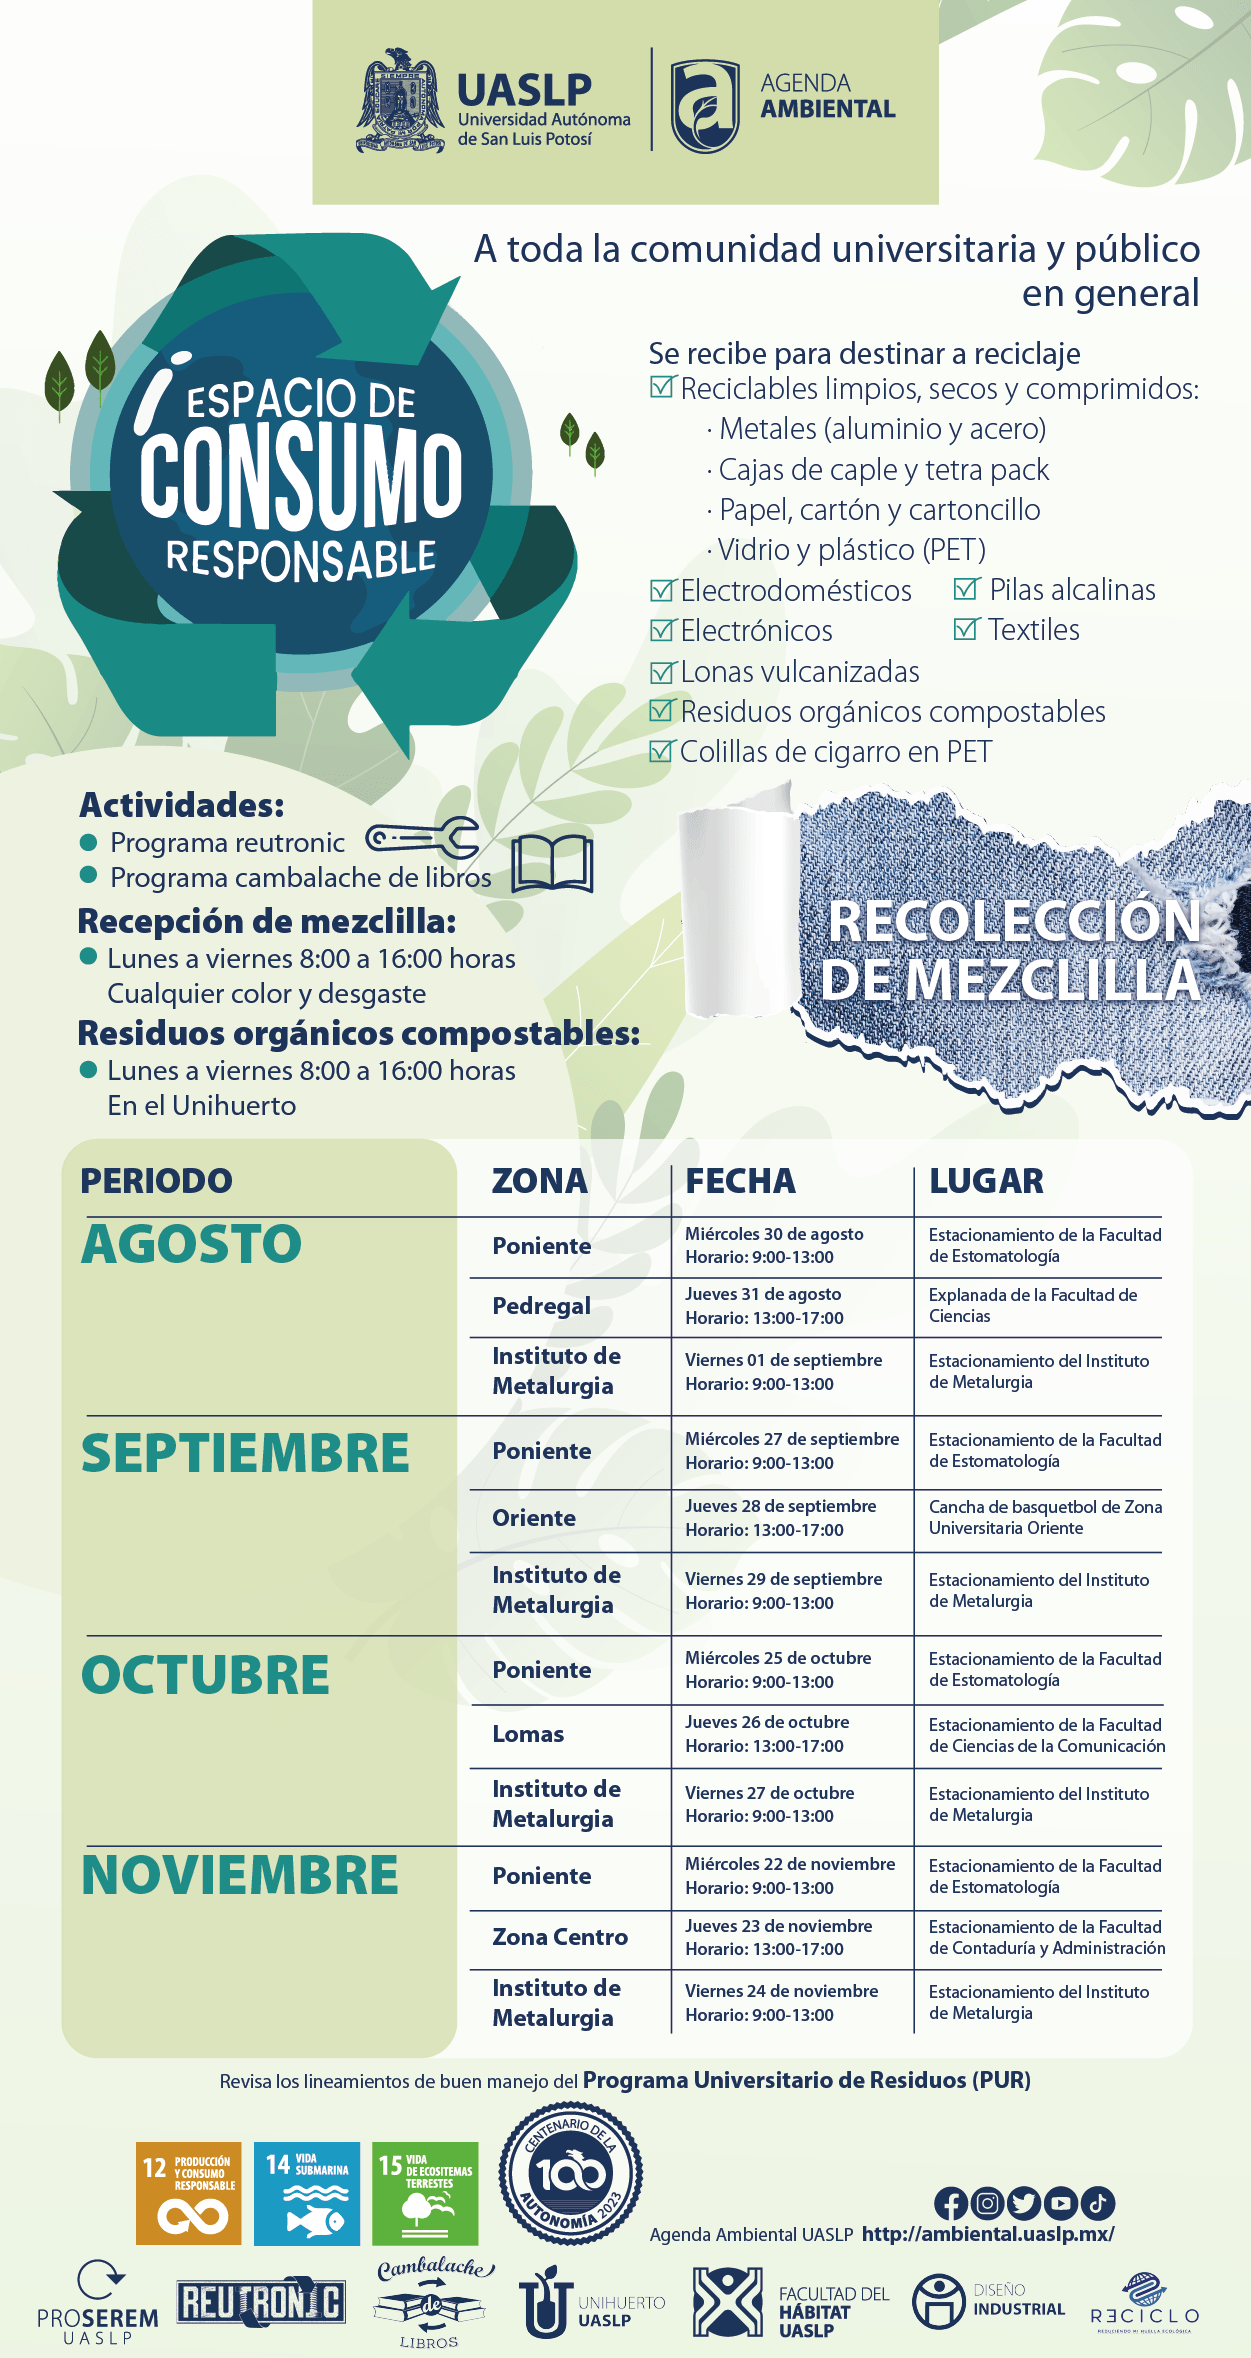 UASLP
Universidad Autónoma
de San Luis Potosí
AGENDA
AMBIENTAL
A toda la comunidad universitaria y público
en general
ESPACIO DE
CONSUMO
RESPONSABLE
Se recibe para destinar a reciclaje
Reciclables limpios, secos y comprimidos:
· Metales (aluminio y acero)
· Cajas de caple y tetra pack
· Papel, cartón y cartoncillo
· Vidrio y plástico (PET)
Electrodomésticos
Pilas alcalinas
Electrónicos
Textiles
Lonas vulcanizadas
Residuos orgánicos compostables
Colillas de cigarro en PET
Actividades:
Programa reutronic
Programa cambalache de libros
Recepción de mezclilla:
Lunes a viernes 8:00 a 16:00 horas
Cualquier color y desgaste
Residuos orgánicos compostables:
Lunes a viernes 8:00 a 16:00 horas
En el Unihuerto
RECOLECCIÓN
DE MEZCLILLA
PERIODO ZONA FECHA LUGAR
AGOSTO
Poniente
Miércoles 30 de agosto
Horario: 9:00-13:00
Estacionamiento de la Facultad
de Estomatología
Pedregal
Jueves 31 de agosto
Horario: 13:00-17:00
Explanada de la Facultad de
Ciencias
Instituto de
Metalurgia
Viernes 01 de septiembre
Horario: 9:00-13:00
Estacionamiento del Instituto
de Metalurgia
SEPTIEMBRE
Poniente
Miércoles 27 de septiembre
Horario: 9:00-13:00
Estacionamiento de la Facultad
de Estomatología
Oriente
Jueves 28 de septiembre
Horario: 13:00-17:00
Cancha de basquetbol de Zona
Universitaria Oriente
Instituto de
Metalurgia
Viernes 29 de septiembre
Horario: 9:00-13:00
Estacionamiento del Instituto
de Metalurgia
OCTUBRE
Poniente
Miércoles 25 de octubre
Horario: 9:00-13:00
Estacionamiento de la Facultad
de Estomatología
Lomas
Jueves 26 de octubre
Horario: 13:00-17:00
Estacionamiento de la Facultad
de Ciencias de la Comunicación
Instituto de
Metalurgia
Viernes 27 de octubre
Horario: 9:00-13:00
Estacionamiento del Instituto
de Metalurgia
NOVIEMBRE
Poniente
Miércoles 22 de noviembre
Horario: 9:00-13:00
Estacionamiento de la Facultad
de Estomatología
Zona Centro
Jueves 23 de noviembre
Horario: 13:00-17:00
Estacionamiento de la Facultad
de Contaduría y Administración
Instituto de
Metalurgia
Viernes 24 de noviembre
Horario: 9:00-13:00
Estacionamiento del Instituto
de Metalurgia
Revisa los lineamientos de buen manejo del Programa Universitario de Residuos (PUR)
12 PRODUCCIÓN
Y CONSUMO
RESPONSABLE
14 VIDA
SUBMARINA
15 VIDA
DE ECOSITEMAS
TERRESTRES
CENTENARIO DE LA
100
AUTONOMÍA 2023
Agenda Ambiental UASLP http://ambiental.uaslp.mx/
PROSEREM
UASLP
REUTRONIC
Cambalache
de
LIBROS
UNIHUERTO
UASLP
FACULTAD DEL
HÁBITAT
UASLP
DISEÑO
INDUSTRIAL
RECICLO
REDUCIENDO MI HUELLA ECOLÓGICA